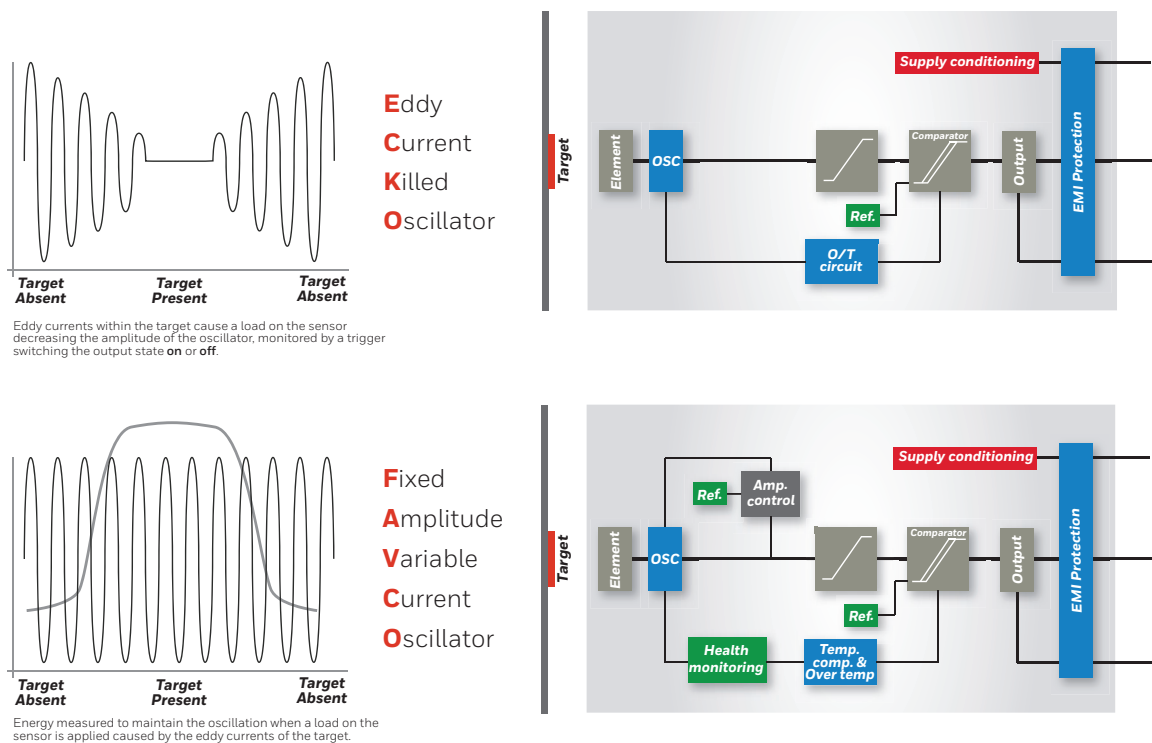 Eddy
Current
Killed
Oscillator
Target
Absent
Target
Present
Target
Absent
Eddy currents within the target cause a load on the sensor
decreasing the amplitude of the oscillator, monitored by a trigger
switching the output state on or off.
Target
Element
OSC
Supply conditioning
Comparator
Ref.
O/T
circuit
Output
EMI Protection
Fixed
Amplitude
Variable
Current
Oscillator
Target
Absent
Target
Present
Target
Absent
Energy measured to maintain the oscillation when a load on the
sensor is applied caused by the eddy currents of the target.
Target
Element
OSC
Ref.
Amp.
control
Supply conditioning
Comparator
Ref.
Health
monitoring
Temp.
comp. &
Over temp
Output
EMI Protection